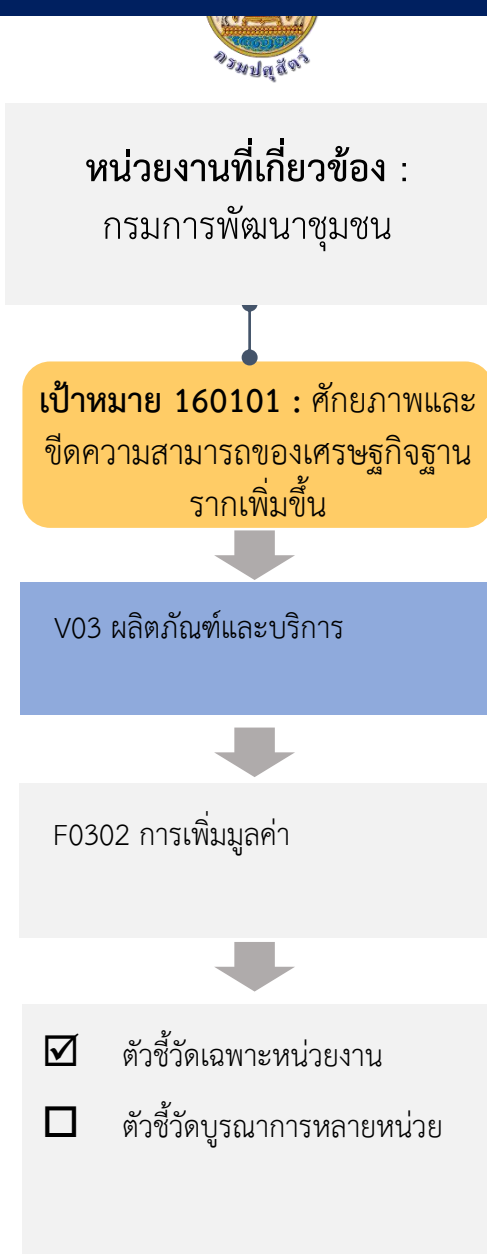 กรมปศุสัตว์
หน่วยงานที่เกี่ยวข้อง :
กรมการพัฒนาชุมชน
เป้าหมาย 160101 : ศักยภาพและ
ขีดความสามารถของเศรษฐกิจฐาน
รากเพิ่มขึ้น
V03 ผลิตภัณฑ์และบริการ
F0302 การเพิ่มมูลค่า
☑ ตัวชี้วัดเฉพาะหน่วยงาน
☐ ตัวชี้วัดบูรณาการหลายหน่วย